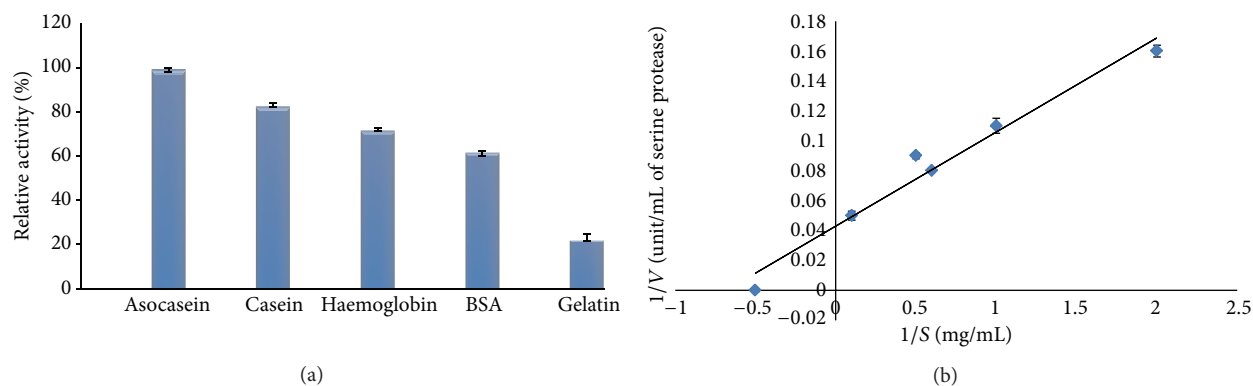 120
100
80
60
40
20
0
Relative activity (%)
Asocasein Casein Haemoglobin BSA Gelatin
(a)
0.18
0.16
0.14
0.12
0.1
0.08
0.06
0.04
0.02
0
−0.02
1/V (unit/mL of serine protease)
−1 −0.5 0 0.5 1 1.5 2 2.5
1/S (mg/mL)
(b)